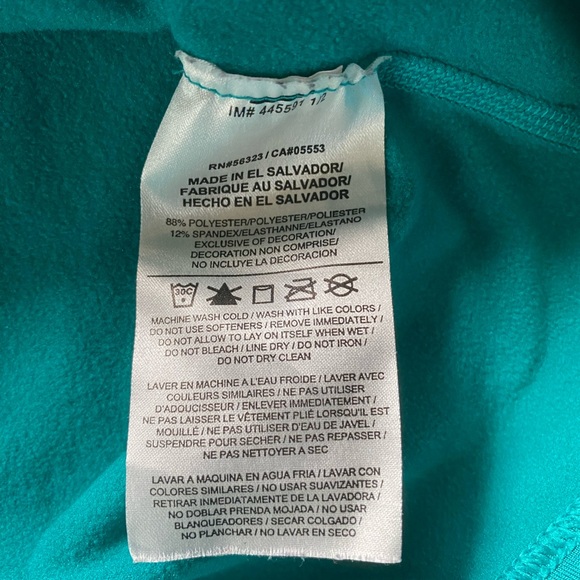 IM# 445591 1/2
RN#56323 / CA#05553
MADE IN EL SALVADOR/
FABRIQUE AU SALVADOR/
HECHO EN EL SALVADOR
88% POLYESTER/POLYESTER/POLIESTER
12% SPANDEX/ELASTHANNE/ELASTANO
EXCLUSIVE OF DECORATION/
DECORATION NON COMPRISE/
NO INCLUYE LA DECORACION
30C
MACHINE WASH COLD / WASH WITH LIKE COLORS /
DO NOT USE SOFTENERS / REMOVE IMMEDIATELY /
DO NOT ALLOW TO LAY ON ITSELF WHEN WET /
DO NOT BLEACH / LINE DRY / DO NOT IRON /
DO NOT DRY CLEAN
LAVER EN MACHINE A L'EAU FROIDE / LAVER AVEC
COULEURS SIMILAIRES / NE PAS UTILISER
D'ADOUCISSEUR / ENLEVER IMMEDIATEMENT /
NE PAS LAISSER LE VÊTEMENT PLIÉ LORSQU'IL EST
MOUILLÉ / NE PAS UTILISER D'EAU DE JAVEL /
SUSPENDRE POUR SECHER / NE PAS REPASSER /
NE PAS NETTOYER A SEC
LAVAR A MAQUINA EN AGUA FRIA / LAVAR CON
COLORES SIMILARES / NO USAR SUAVIZANTES /
RETIRAR INMEDIATAMENTE DE LA LAVADORA /
NO DOBLAR PRENDA MOJADA / NO USAR
BLANQUEADORES / SECAR COLGADO /
NO PLANCHAR / NO LAVAR EN SECO